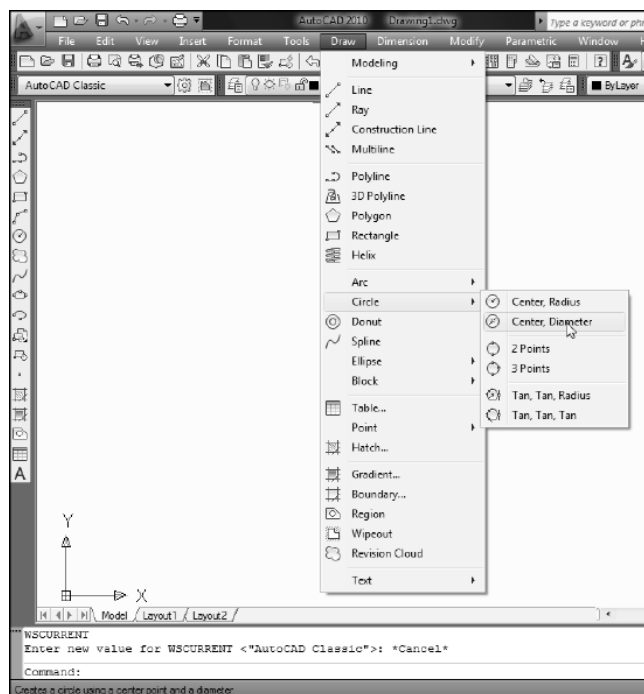 AutoCAD 2010 Drawing1.dwg Type a keyword or phr
File Edit View Insert Format Tools Draw Dimension Modify Parametric Window H
AutoCAD Classic ByLayer
Modeling
Line
Ray
Construction Line
Multiline
Polyline
3D Polyline
Polygon
Rectangle
Helix
Arc
Circle
Donut
Spline
Ellipse
Block
Table...
Point
Hatch...
Gradient...
Boundary...
Region
Wipeout
Revision Cloud
Text
Center, Radius
Center, Diameter
2 Points
3 Points
Tan, Tan, Radius
Tan, Tan, Tan
A
Y
X
Model Layout1 Layout2
WSCURRENT
Enter new value for WSCURRENT <"AutoCAD Classic">: *Cancel*
Command:
Creates a circle using a center point and a diameter